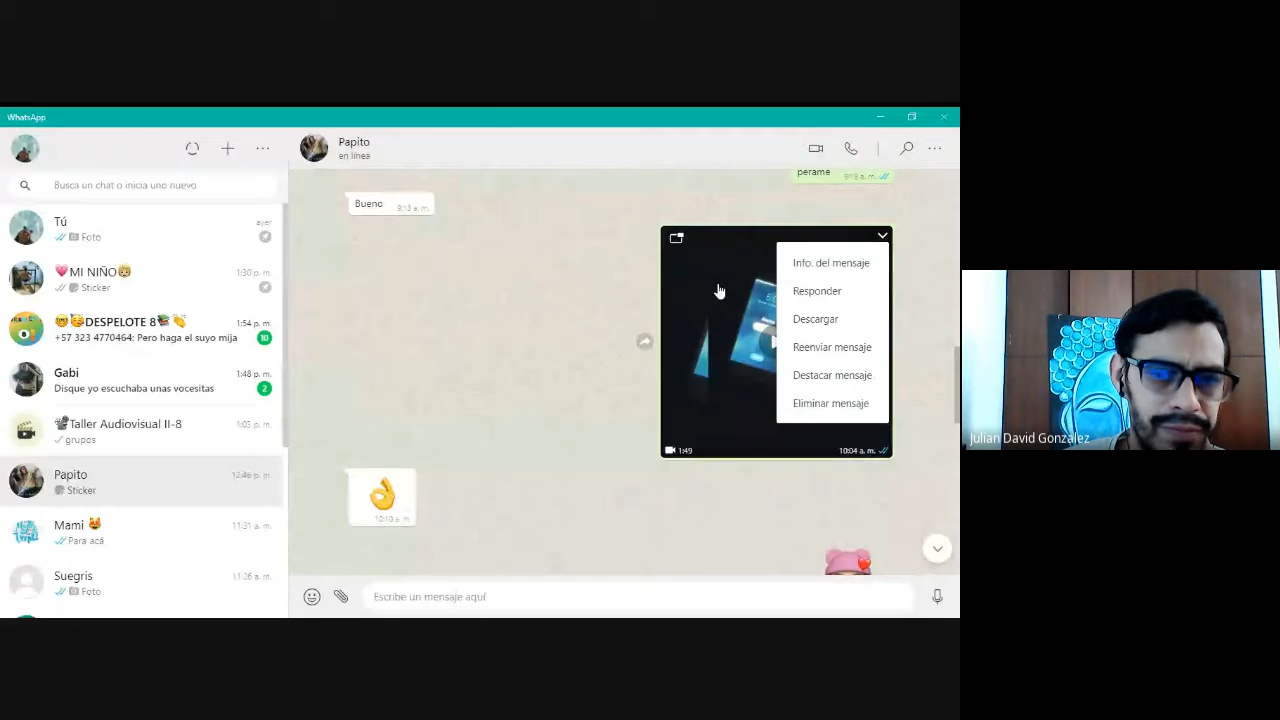 WhatsApp
Busca un chat o inicia uno nuevo
Tú
ayer
Foto
💗MI NIÑO👶🏼
1:30 p. m.
Sticker
🤓🥳DESPELOTE 8📚👏
1:54 p. m.
+57 323 4770464: Pero haga el suyo mija
10
Gabi
1:48 p. m.
Disque yo escuchaba unas vocesitas
2
📽Taller Audiovisual II-8
1:05 p. m.
grupos
Papito
12:46 p. m.
Sticker
Mami 😻
11:31 a. m.
Para acá
Suegris
11:26 a. m.
Foto
Papito
en línea
perame
9:13 a. m.
Bueno
9:13 a. m.
Info. del mensaje
Responder
Descargar
Reenviar mensaje
Destacar mensaje
Eliminar mensaje
1:49
10:04 a. m.
👌
10:10 a. m.
Escribe un mensaje aquí
Julian David Gonzalez